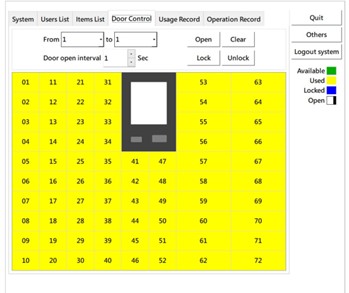 System Users List Items List Door Control Usage Record Operation Record
Quit
From 1 to 1 Open Clear
Others
Door open interval 1 Sec Lock Unlock
Logout system
Available
Used
Locked
Open
01 11 21 31 53 63
02 12 22 32 54 64
03 13 23 33 55 65
04 14 24 34 56 66
05 15 25 35 41 47 57 67
06 16 26 36 42 48 58 68
07 17 27 37 43 49 59 69
08 18 28 38 44 50 60 70
09 19 29 39 45 51 61 71
10 20 30 40 46 52 62 72